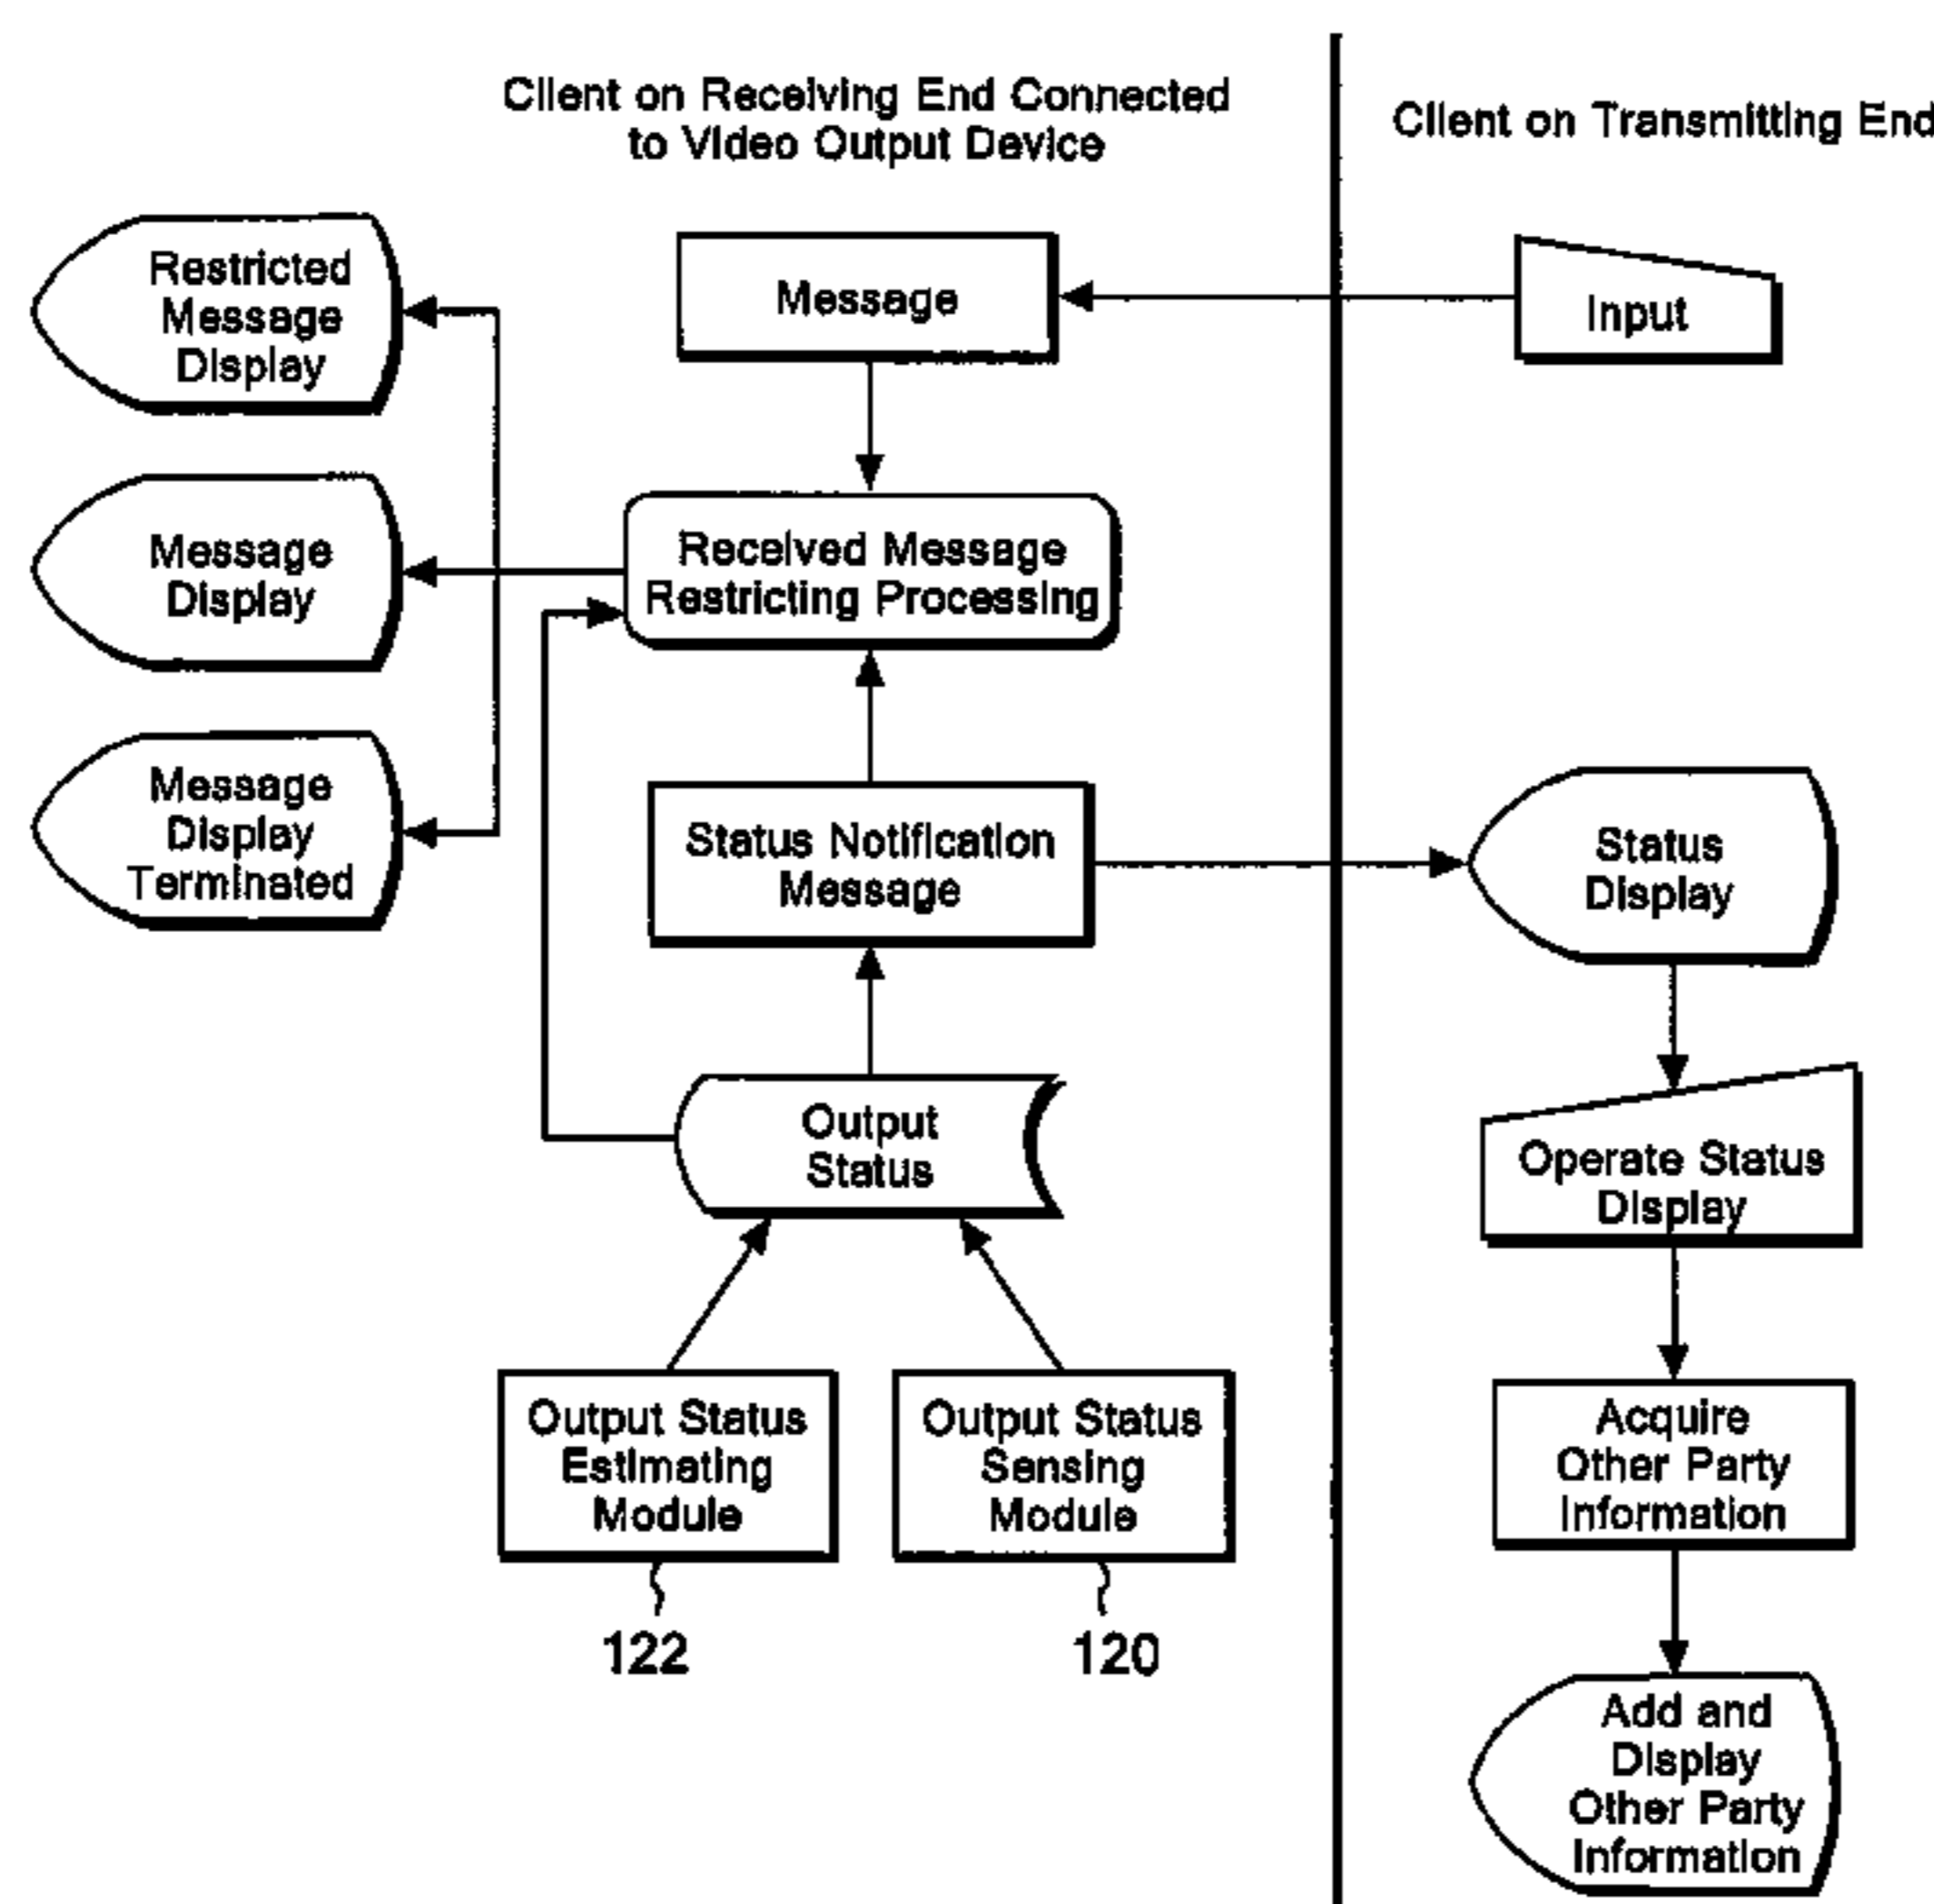 Client on Receiving End Connected
to Video Output Device
Client on Transmitting End
Restricted
Message
Display
Message
Input
Message
Display
Received Message
Restricting Processing
Message
Display
Terminated
Status Notification
Message
Status
Display
Output
Status
Operate Status
Display
Output Status
Estimating
Module
Output Status
Sensing
Module
Acquire
Other Party
Information
122
120
Add and
Display
Other Party
Information